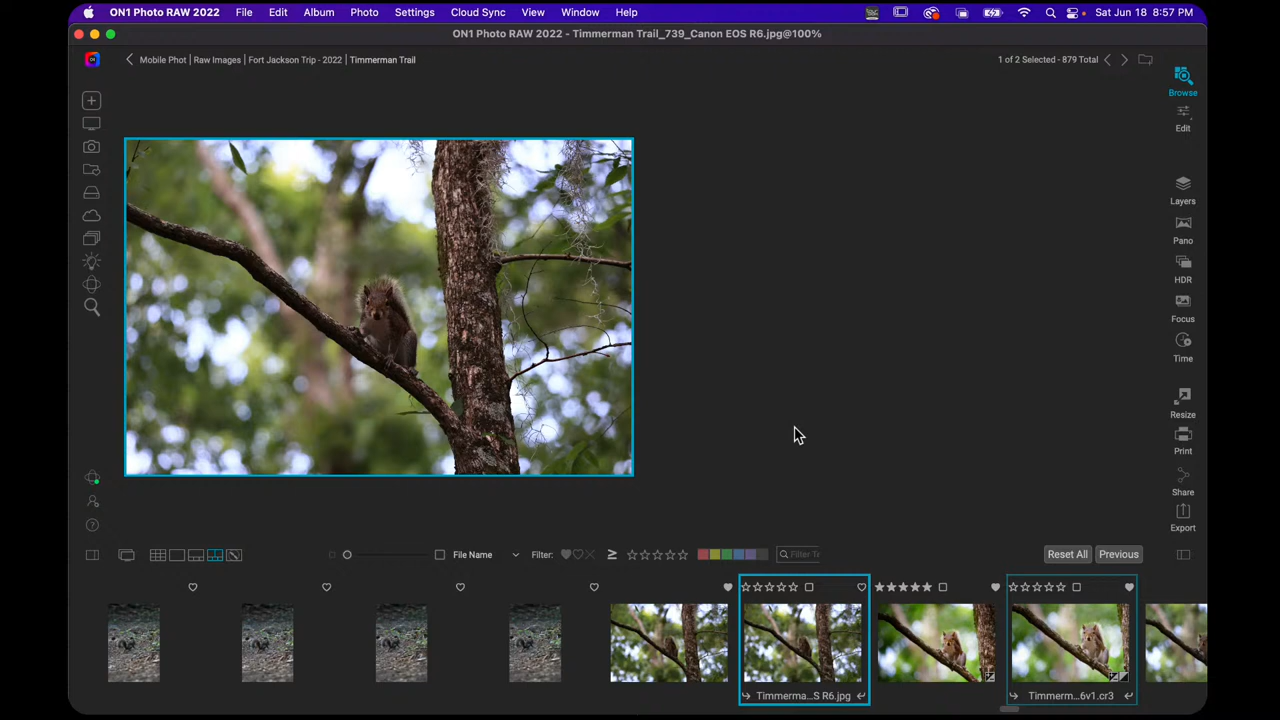 ON1 Photo RAW 2022 File Edit Album Photo Settings Cloud Sync View Window Help Sat Jun 18 8:57 PM
ON1 Photo RAW 2022 - Timmerman Trail_739_Canon EOS R6.jpg@100%
Mobile Phot | Raw Images | Fort Jackson Trip - 2022 | Timmerman Trail 1 of 2 Selected - 879 Total
Browse
Edit
Layers
Pano
HDR
Focus
Time
Resize
Print
Share
Export
File Name Filter: Filter Te Reset All Previous
Timmerma...S R6.jpg Timmerm...6v1.cr3